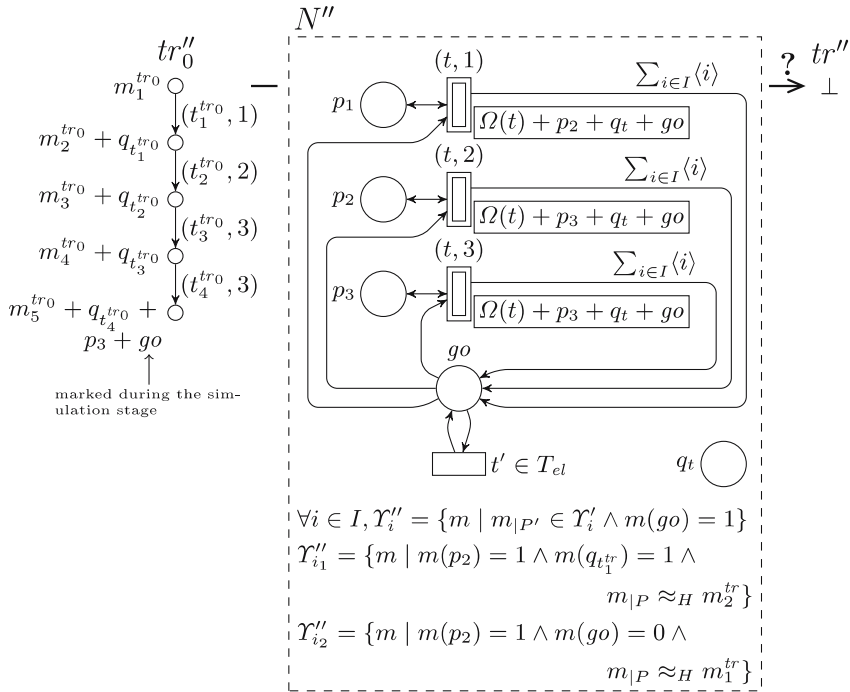 N''
tr''_0
m_1^{tr_0}
(t_1^{tr_0}, 1)
m_2^{tr_0} + q_{t_1^{tr_0}}
(t_2^{tr_0}, 2)
m_3^{tr_0} + q_{t_2^{tr_0}}
(t_3^{tr_0}, 3)
m_4^{tr_0} + q_{t_3^{tr_0}}
(t_4^{tr_0}, 3)
m_5^{tr_0} + q_{t_4^{tr_0}} +
p_3 + go
marked during the sim-
ulation stage
(t, 1)
∑_{i∈I}⟨i⟩
p_1
Ω(t) + p_2 + q_t + go
(t, 2)
∑_{i∈I}⟨i⟩
p_2
Ω(t) + p_3 + q_t + go
(t, 3)
∑_{i∈I}⟨i⟩
p_3
Ω(t) + p_3 + q_t + go
go
t' ∈ T_{el}
q_t
∀i ∈ I, ϒ''_i = {m | m_{|P'} ∈ ϒ'_i ∧ m(go) = 1}
ϒ''_{i_1} = {m | m(p_2) = 1 ∧ m(q_{t_1^{tr}}) = 1 ∧
m_{|P} ≈_H m_2^{tr}}
ϒ''_{i_2} = {m | m(p_2) = 1 ∧ m(go) = 0 ∧
m_{|P} ≈_H m_1^{tr}}
?
tr''
⊥